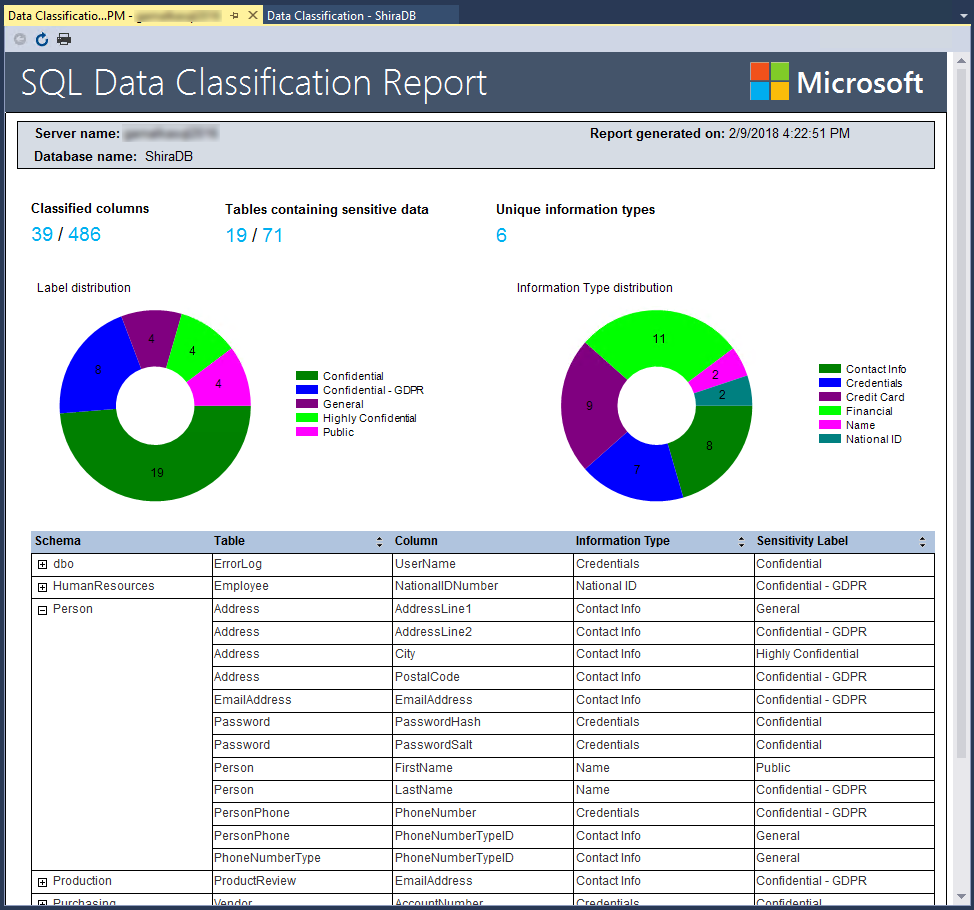 Data Classificatio...PM -
Data Classification - ShiraDB
SQL Data Classification Report
Microsoft
Server name:
Report generated on: 2/9/2018 4:22:51 PM
Database name: ShiraDB
Classified columns
Tables containing sensitive data
Unique information types
39 / 486
19 / 71
6
Label distribution
Information Type distribution
4
4
8
4
19
Confidential
Confidential - GDPR
General
Highly Confidential
Public
11
2
2
9
8
7
Contact Info
Credentials
Credit Card
Financial
Name
National ID
Schema Table Column Information Type Sensitivity Label
dbo ErrorLog UserName Credentials Confidential
HumanResources Employee NationalIDNumber National ID Confidential - GDPR
Person Address AddressLine1 Contact Info General
Address AddressLine2 Contact Info Confidential - GDPR
Address City Contact Info Highly Confidential
Address PostalCode Contact Info Confidential - GDPR
EmailAddress EmailAddress Contact Info Confidential - GDPR
Password PasswordHash Credentials Confidential
Password PasswordSalt Credentials Confidential
Person FirstName Name Public
Person LastName Name Confidential - GDPR
PersonPhone PhoneNumber Credentials Confidential - GDPR
PersonPhone PhoneNumberTypeID Contact Info General
PhoneNumberType PhoneNumberTypeID Contact Info General
Production ProductReview EmailAddress Contact Info Confidential - GDPR
Purchasing Vendor AccountNumber Credentials Confidential